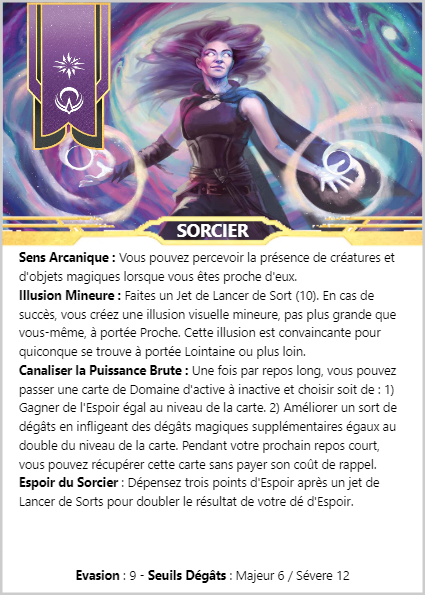 SORCIER
Sens Arcanique : Vous pouvez percevoir la présence de créatures et
d'objets magiques lorsque vous êtes proche d'eux.
Illusion Mineure : Faites un Jet de Lancer de Sort (10). En cas de
succès, vous créez une illusion visuelle mineure, pas plus grande que
vous-même, à portée Proche. Cette illusion est convaincante pour
quiconque se trouve à portée Lointaine ou plus loin.
Canaliser la Puissance Brute : Une fois par repos long, vous pouvez
passer une carte de Domaine d'active à inactive et choisir soit de : 1)
Gagner de l'Espoir égal au niveau de la carte. 2) Améliorer un sort de
dégâts en infligeant des dégâts magiques supplémentaires égaux au
double du niveau de la carte. Pendant votre prochain repos court,
vous pouvez récupérer cette carte sans payer son coût de rappel.
Espoir du Sorcier : Dépensez trois points d'Espoir après un jet de
Lancer de Sorts pour doubler le résultat de votre dé d'Espoir.
Evasion : 9 - Seuils Dégâts : Majeur 6 / Sévere 12